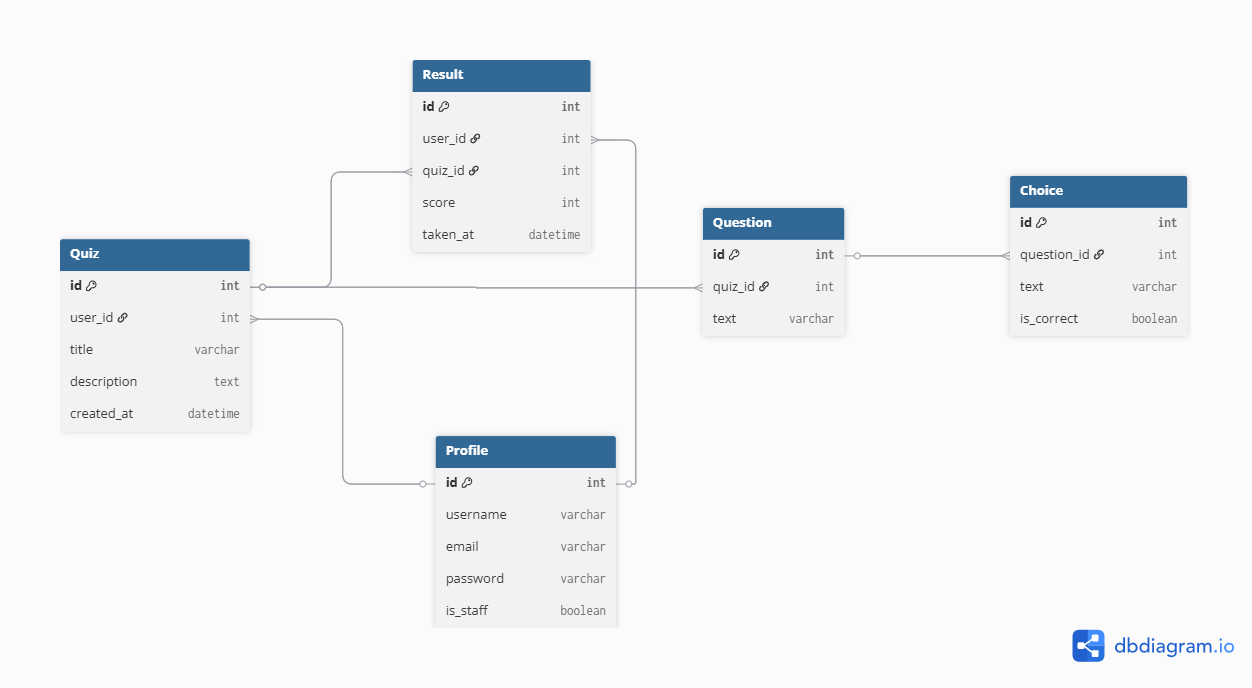 Result
id int
user_id int
quiz_id int
score int
taken_at datetime
Choice
id int
question_id int
text varchar
is_correct boolean
Question
id int
quiz_id int
text varchar
Quiz
id int
user_id int
title varchar
description text
created_at datetime
Profile
id int
username varchar
email varchar
password varchar
is_staff boolean
dbdiagram.io